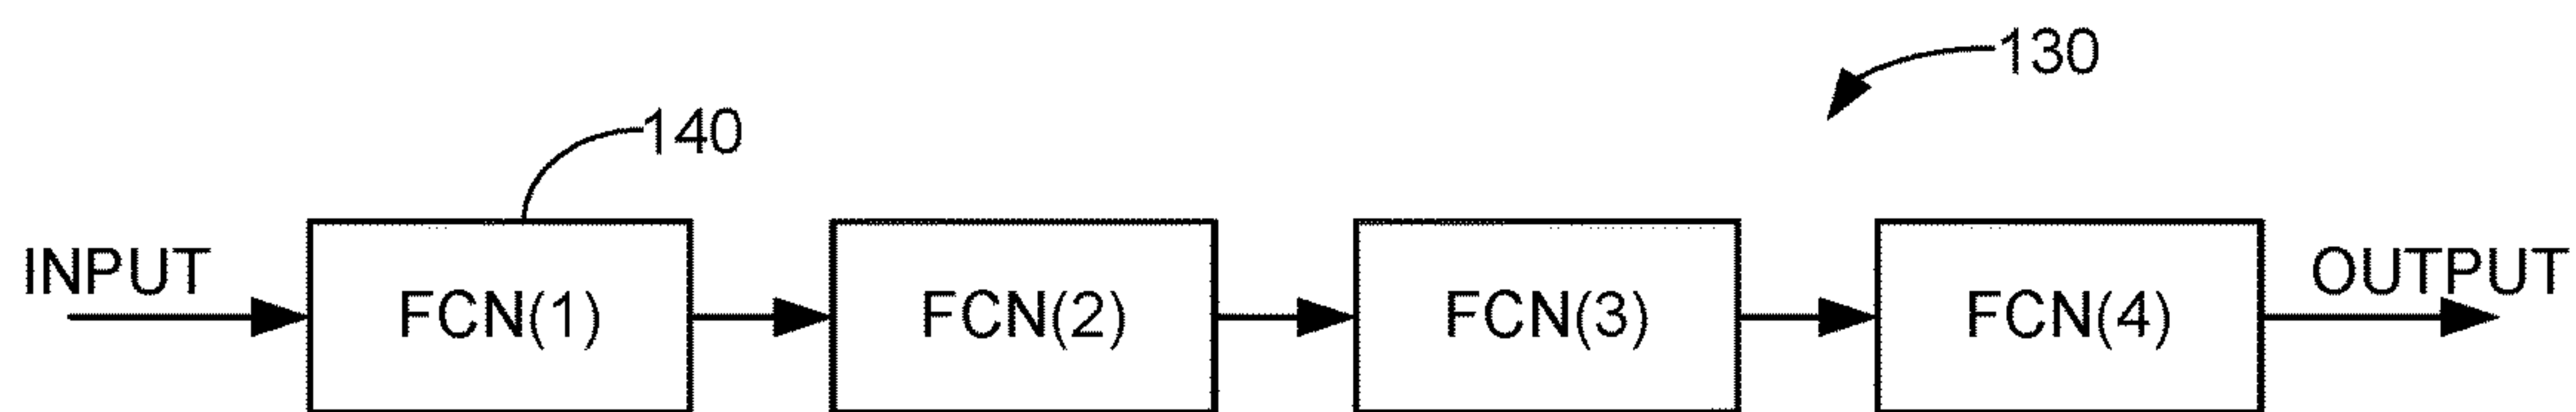 130
140
INPUT
FCN(1)
FCN(2)
FCN(3)
FCN(4)
OUTPUT